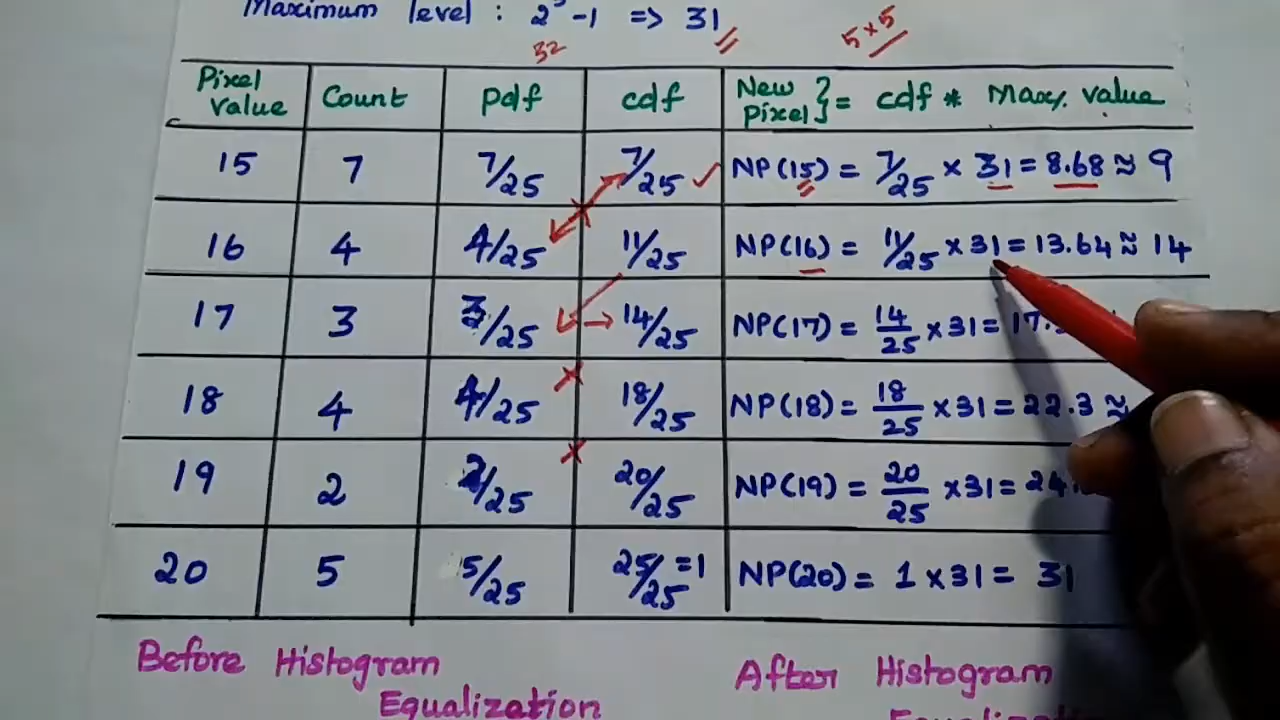 Maximum level : 2⁵-1 => 31
32
5×5
Pixel Value Count Pdf cdf New Pixel } = cdf * Max. value
15 7 7/25 7/25 ✓ NP(15) = 7/25 × 31 = 8.68 ≈ 9
16 4 4/25 11/25 NP(16) = 11/25 × 31 = 13.64 ≈ 14
17 3 3/25 14/25 NP(17) = 14/25 × 31 = 17.
18 4 4/25 18/25 NP(18) = 18/25 × 31 = 22.3 ≈
19 2 2/25 20/25 NP(19) = 20/25 × 31 = 24
20 5 5/25 25/25 = 1 NP(20) = 1 × 31 = 31
Before Histogram
Equalization
After Histogram